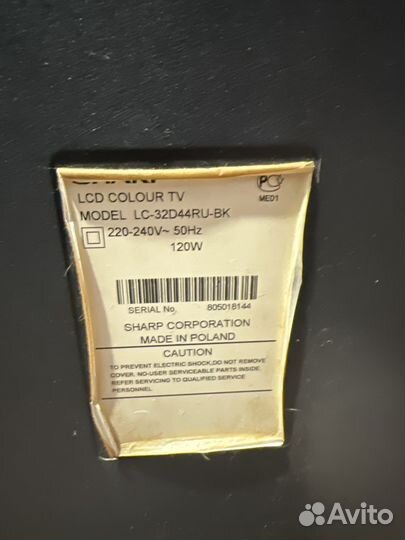 SHARP
LCD COLOUR TV
MODEL LC-32D44RU-BK
220-240V~ 50Hz
120W
PC
ME01
SERIAL No. 805018144
SHARP CORPORATION
MADE IN POLAND
CAUTION
TO PREVENT ELECTRIC SHOCK,DO NOT REMOVE
COVER. NO-USER SERVICEABLE PARTS INSIDE.
REFER SERVICING TO QUALIFIED SERVICE
PERSONNEL.
Avito